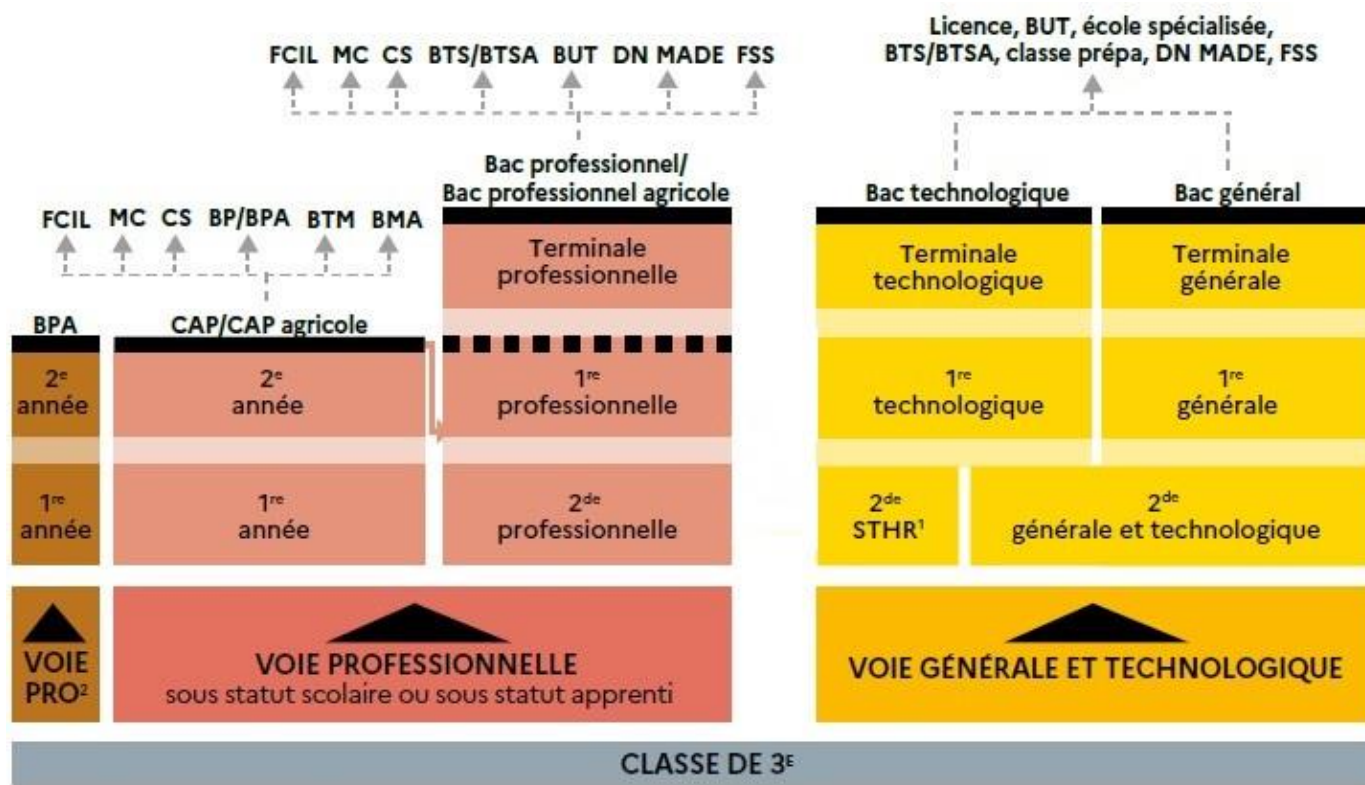 Licence, BUT, école spécialisée,
BTS/BTSA, classe prépa, DN MADE, FSS
FCIL MC CS BTS/BTSA BUT DN MADE FSS
Bac professionnel/
Bac professionnel agricole
Bac technologique
Bac général
FCIL MC CS BP/BPA BTM BMA
Terminale
professionnelle
Terminale
technologique
Terminale
générale
BPA
CAP/CAP agricole
2e
année
2e
année
1re
professionnelle
1re
technologique
1re
générale
1re
année
1re
année
2de
professionnelle
2de
STHR1
2de
générale et technologique
VOIE
PRO2
VOIE PROFESSIONNELLE
sous statut scolaire ou sous statut apprenti
VOIE GÉNÉRALE ET TECHNOLOGIQUE
CLASSE DE 3E